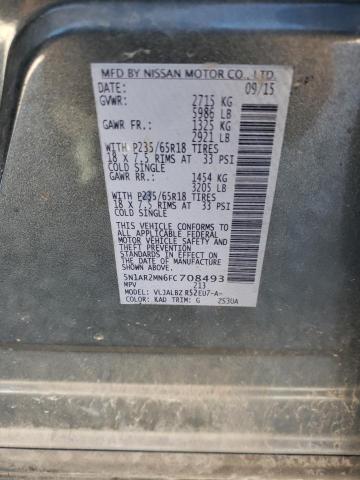 MFD BY NISSAN MOTOR CO., LTD.
DATE: 09/15
GVWR: 2715 KG
5986 LB
GAWR FR.: 1325 KG
2921 LB
WITH P235/65R18 TIRES
18 X 7.5 RIMS AT 33 PSI
COLD SINGLE
GAWR RR.: 1454 KG
3205 LB
WITH P235/65R18 TIRES
18 X 7.5 RIMS AT 33 PSI
COLD SINGLE
THIS VEHICLE CONFORMS TO
ALL APPLICABLE FEDERAL
MOTOR VEHICLE SAFETY AND
THEFT PREVENTION
STANDARDS IN EFFECT ON
THE DATE OF MANUFACTURE
SHOWN ABOVE.
5N1AR2MN6FC708493
MPV 213
MODEL: VLJALBZ R52EU7-A-
COLOR: KAD TRIM: G 2S3UA